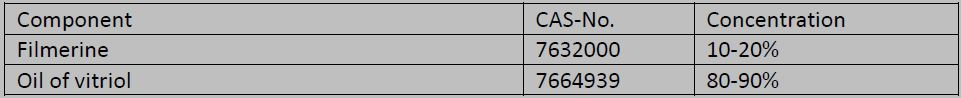 Component CAS-No. Concentration
Filmerine 7632000 10-20%
Oil of vitriol 7664939 80-90%